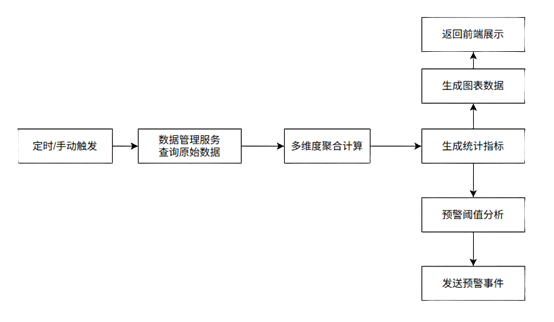 返回前端展示
生成图表数据
定时/手动触发
数据管理服务
查询原始数据
多维度聚合计算
生成统计指标
预警阈值分析
发送预警事件